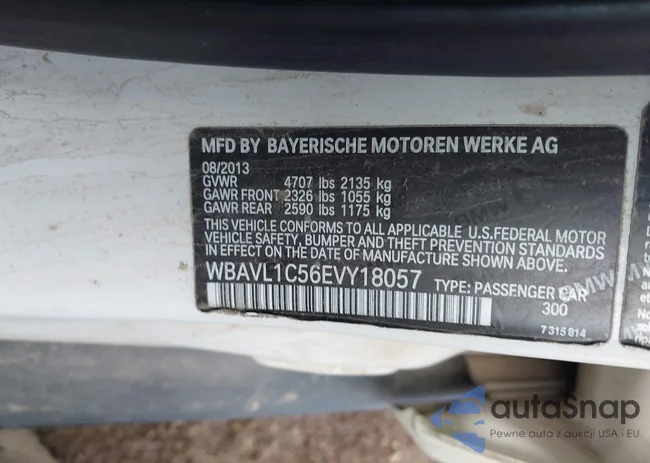 MFD BY BAYERISCHE MOTOREN WERKE AG
08/2013
GVWR 4707 lbs 2135 kg
GAWR FRONT 2326 lbs 1055 kg
GAWR REAR 2590 lbs 1175 kg
THIS VEHICLE CONFORMS TO ALL APPLICABLE U.S.FEDERAL MOTOR
VEHICLE SAFETY, BUMPER AND THEFT PREVENTION STANDARDS
IN EFFECT ON THE DATE OF MANUFACTURE SHOWN ABOVE.
WBAVL1C56EVY18057 TYPE: PASSENGER CAR
300
7 315 814
autoSnap
Pewne auta z aukcji USA i EU